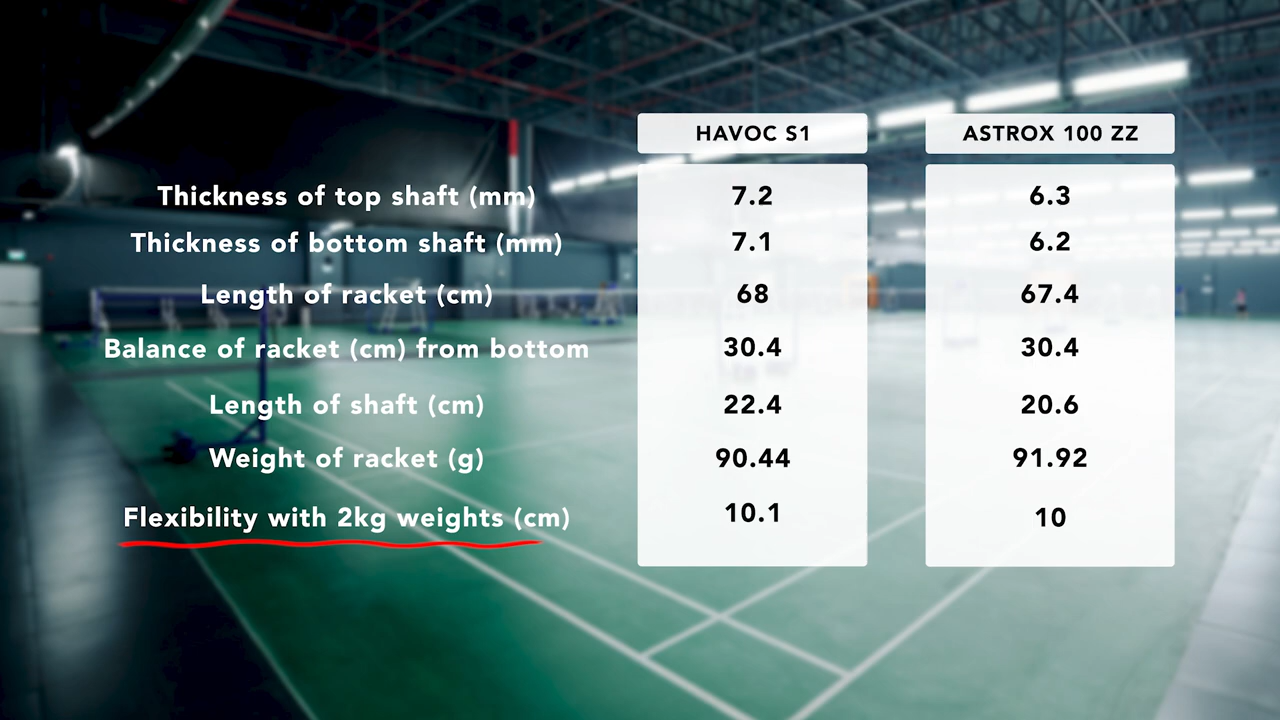 HAVOC S1 ASTROX 100 ZZ
Thickness of top shaft (mm) 7.2 6.3
Thickness of bottom shaft (mm) 7.1 6.2
Length of racket (cm) 68 67.4
Balance of racket (cm) from bottom 30.4 30.4
Length of shaft (cm) 22.4 20.6
Weight of racket (g) 90.44 91.92
Flexibility with 2kg weights (cm) 10.1 10